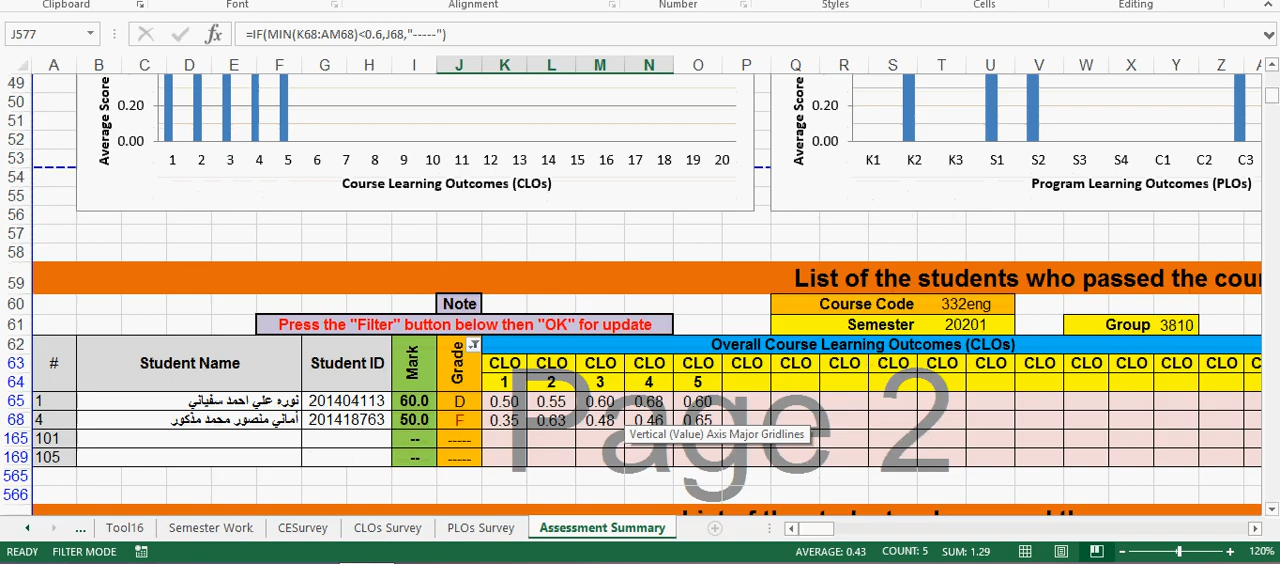 Clipboard Font Alignment Number Styles Cells Editing
J577 fx =IF(MIN(K68:AM68)<0.6,J68,"-----")
A B C D E F G H I J K L M N O P Q R S T U V W X Y Z
49
50 Average Score 0.20 Average Score 0.20
51
52 0.00 0.00
53 1 2 3 4 5 6 7 8 9 10 11 12 13 14 15 16 17 18 19 20 K1 K2 K3 S1 S2 S3 S4 C1 C2 C3
54 Course Learning Outcomes (CLOs) Program Learning Outcomes (PLOs)
55
56
57
58
59 List of the students who passed the cou
60 Note Course Code 332eng
61 Press the "Filter" button below then "OK" for update Semester 20201 Group 3810
62 Overall Course Learning Outcomes (CLOs)
63 # Student Name Student ID Mark Grade CLO CLO CLO CLO CLO CLO CLO CLO CLO CLO CLO CLO CLO CLO CLO
64 1 2 3 4 5
65 1 نوره علي احمد سفياني 201404113 60.0 D 0.50 0.55 0.60 0.68 0.60
68 4 أماني منصور محمد مذكور 201418763 50.0 F 0.35 0.63 0.48 0.46 0.65
Vertical (Value) Axis Major Gridlines
165 101 -- -----
169 105 -- -----
Page 2
565
566
... Tool16 Semester Work CESurvey CLOs Survey PLOs Survey Assessment Summary
READY FILTER MODE AVERAGE: 0.43 COUNT: 5 SUM: 1.29 120%